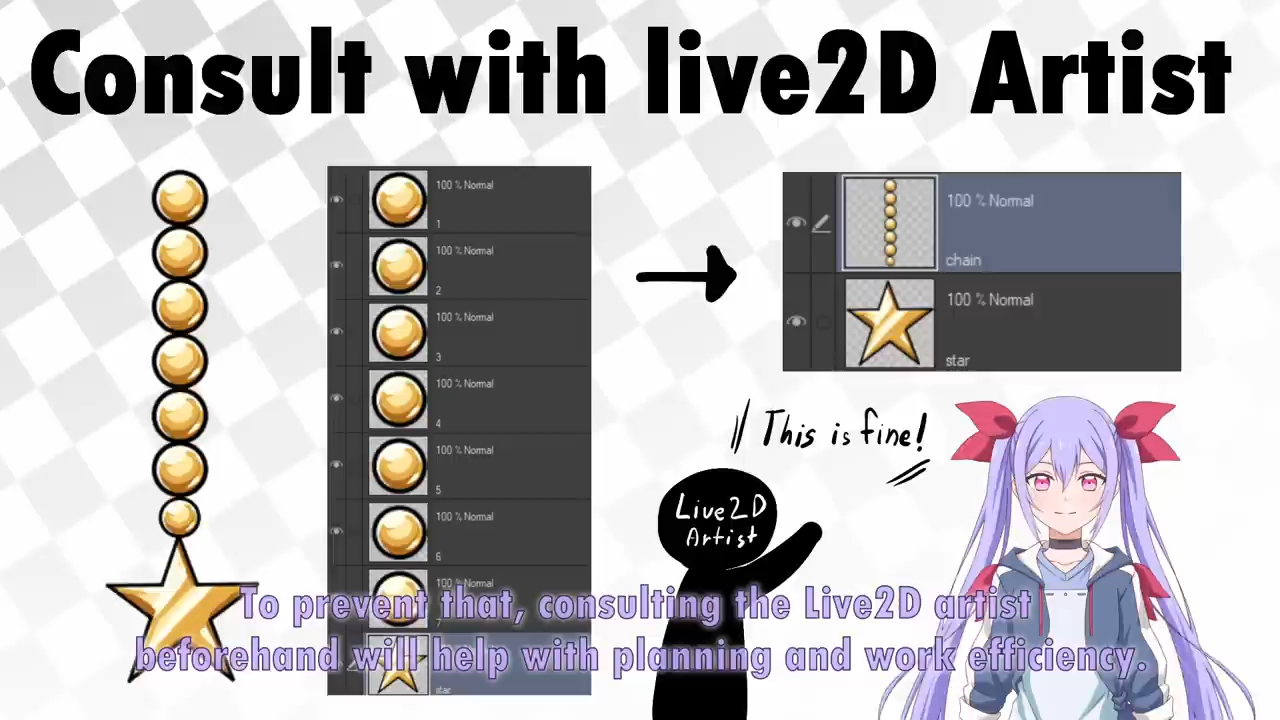 Consult with live2D Artist
100 % Normal
1
100 % Normal
2
100 % Normal
3
100 % Normal
4
100 % Normal
5
100 % Normal
6
100 % Normal
7
star
100 % Normal
chain
100 % Normal
star
This is fine!
Live2D
Artist
To prevent that, consulting the Live2D artist
beforehand will help with planning and work efficiency.